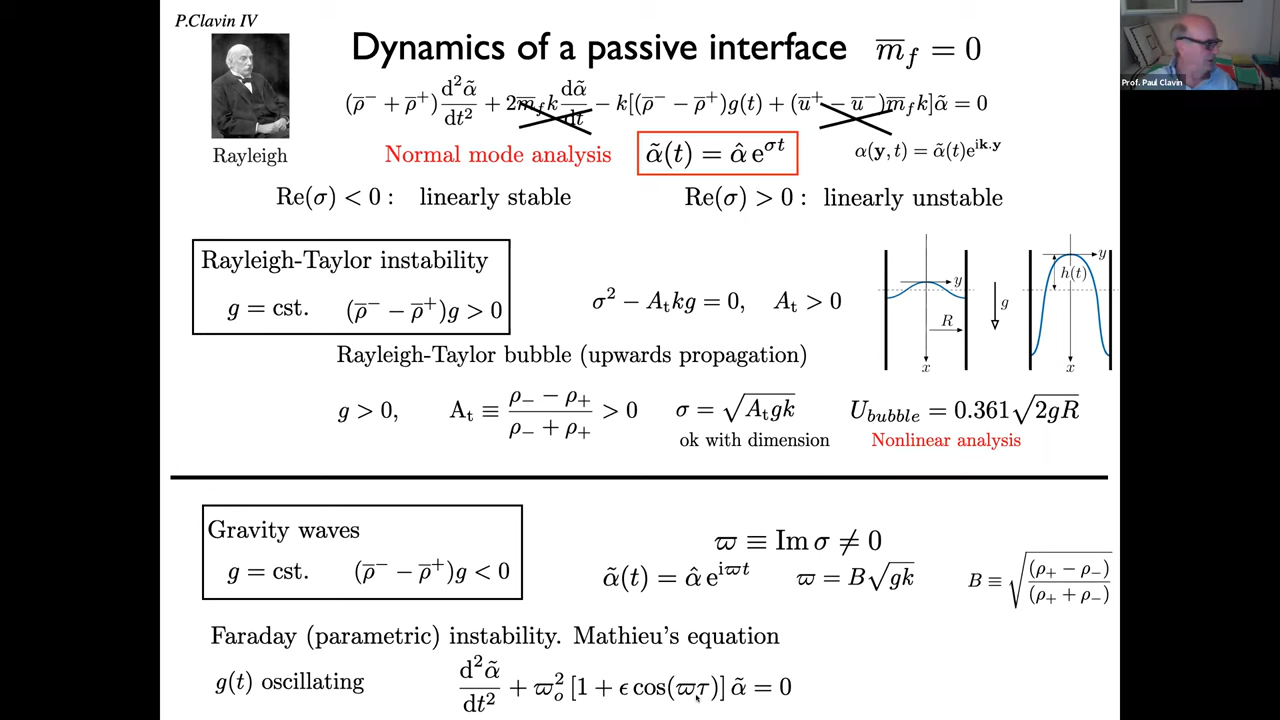 P.Clavin IV
Dynamics of a passive interface m̅_f = 0
Prof. Paul Clavin
(ρ̅⁻ + ρ̅⁺) d²α̃/dt² + 2m̅_f k dα̃/dt − k[(ρ̅⁻ − ρ̅⁺)g(t) + (u̅⁺ − u̅⁻)m̅_f k]α̃ = 0
Rayleigh
Normal mode analysis α̃(t) = α̂ e^{σt} α(y, t) = α̃(t)e^{ik.y}
Re(σ) < 0 : linearly stable Re(σ) > 0 : linearly unstable
Rayleigh-Taylor instability
g = cst. (ρ̅⁻ − ρ̅⁺)g > 0 σ² − A_t kg = 0, A_t > 0
y
R
x
g
y
h(t)
x
Rayleigh-Taylor bubble (upwards propagation)
g > 0, A_t ≡ (ρ₋ − ρ₊)/(ρ₋ + ρ₊) > 0 σ = √(A_t gk) U_bubble = 0.361√(2gR)
ok with dimension Nonlinear analysis
Gravity waves
g = cst. (ρ̅⁻ − ρ̅⁺)g < 0
ϖ ≡ Im σ ≠ 0
α̃(t) = α̂ e^{iϖt} ϖ = B√(gk) B ≡ √((ρ₊ − ρ₋)/(ρ₊ + ρ₋))
Faraday (parametric) instability. Mathieu's equation
g(t) oscillating d²α̃/dt² + ϖ_o² [1 + ϵ cos(ϖτ)] α̃ = 0